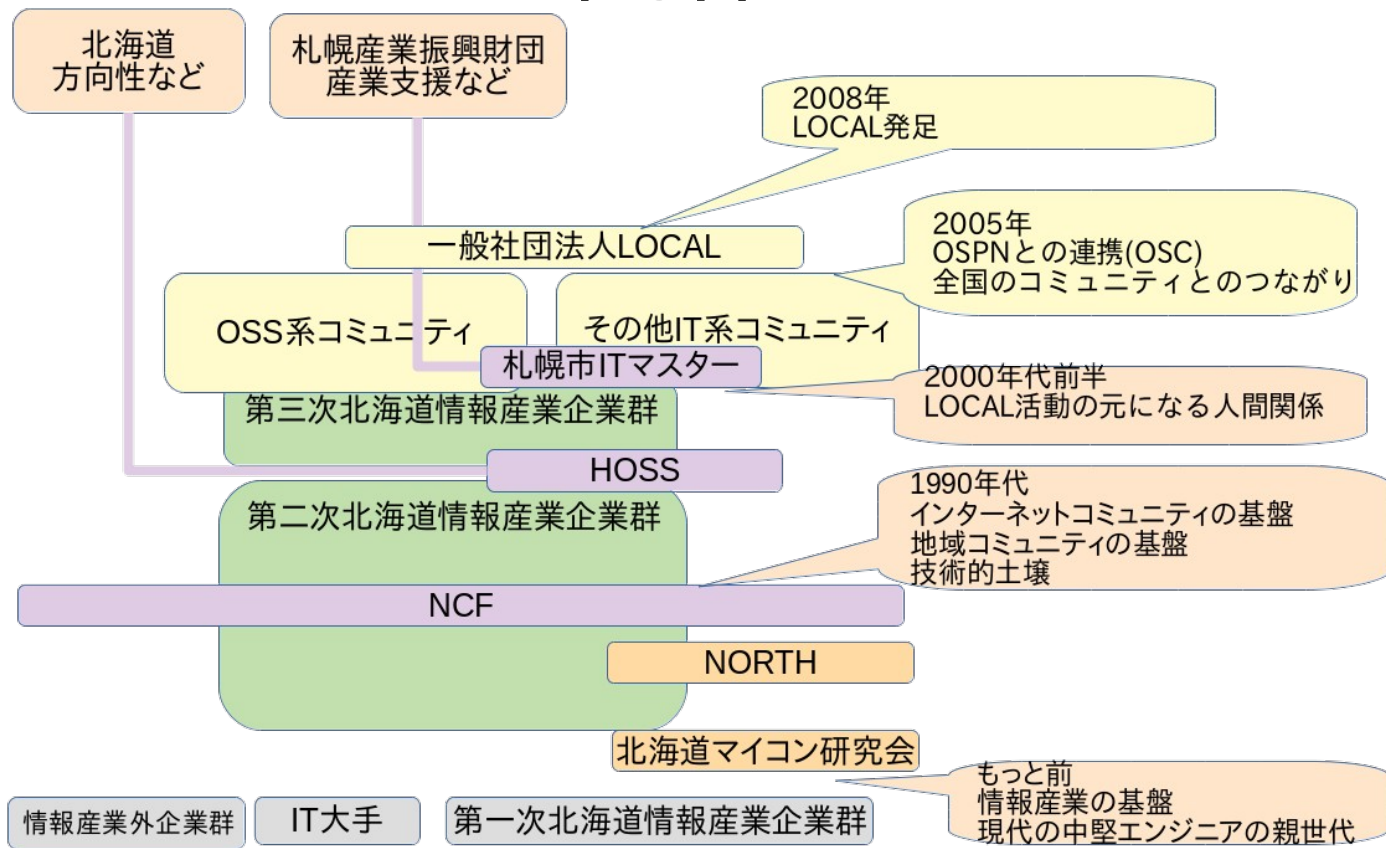 北海道
方向性など
札幌産業振興財団
産業支援など
2008年
LOCAL発足
一般社団法人LOCAL
2005年
OSPNとの連携(OSC)
全国のコミュニティとのつながり
OSS系コミュニティ
その他IT系コミュニティ
札幌市ITマスター
2000年代前半
LOCAL活動の元になる人間関係
第三次北海道情報産業企業群
HOSS
第二次北海道情報産業企業群
1990年代
インターネットコミュニティの基盤
地域コミュニティの基盤
技術的土壌
NCF
NORTH
北海道マイコン研究会
もっと前
情報産業の基盤
現代の中堅エンジニアの親世代
情報産業外企業群
IT大手
第一次北海道情報産業企業群